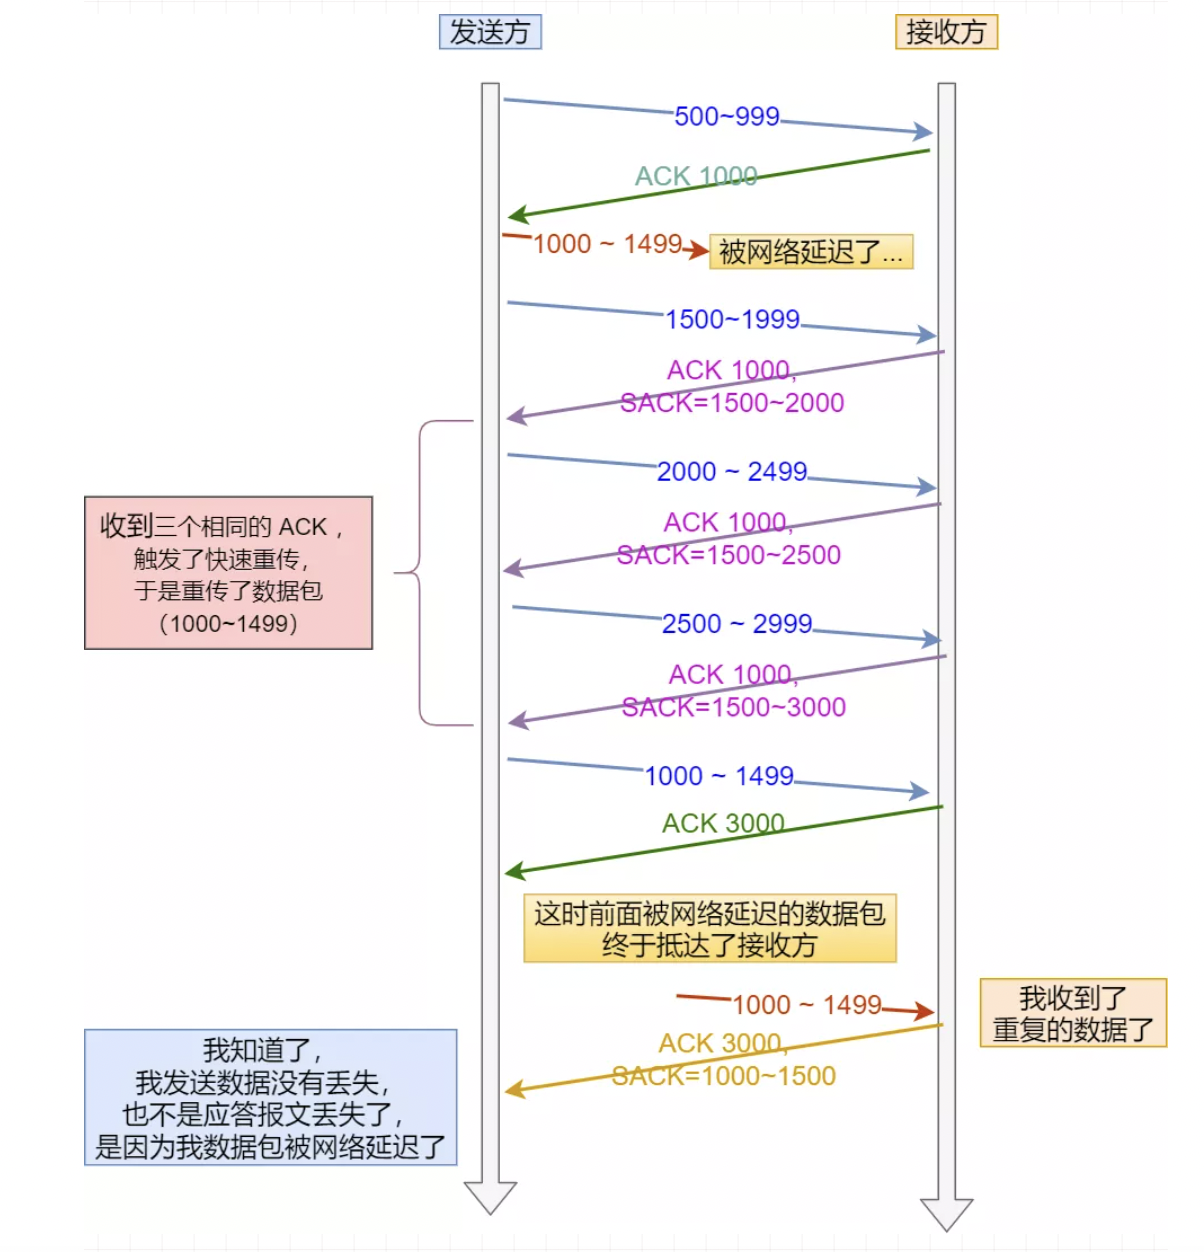 发送方
接收方
500~999
ACK 1000
1000 ~ 1499
被网络延迟了...
1500~1999
ACK 1000,
SACK=1500~2000
2000 ~ 2499
收到三个相同的 ACK ，
触发了快速重传，
于是重传了数据包
（1000~1499）
ACK 1000,
SACK=1500~2500
2500 ~ 2999
ACK 1000,
SACK=1500~3000
1000 ~ 1499
ACK 3000
这时前面被网络延迟的数据包
终于抵达了接收方
1000 ~ 1499
我收到了
重复的数据了
ACK 3000,
SACK=1000~1500
我知道了，
我发送数据没有丢失，
也不是应答报文丢失了，
是因为我数据包被网络延迟了